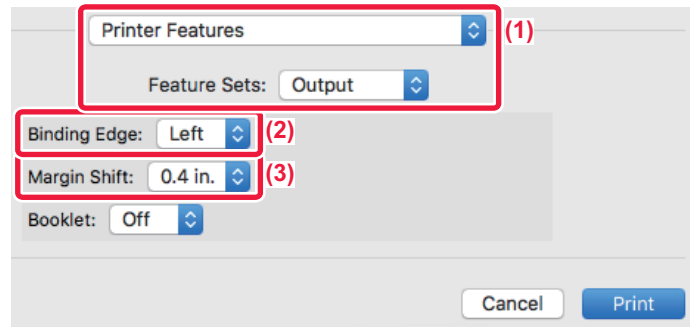 Printer Features (1)
Feature Sets: Output
Binding Edge: Left (2)
Margin Shift: 0.4 in. (3)
Booklet: Off
Cancel Print